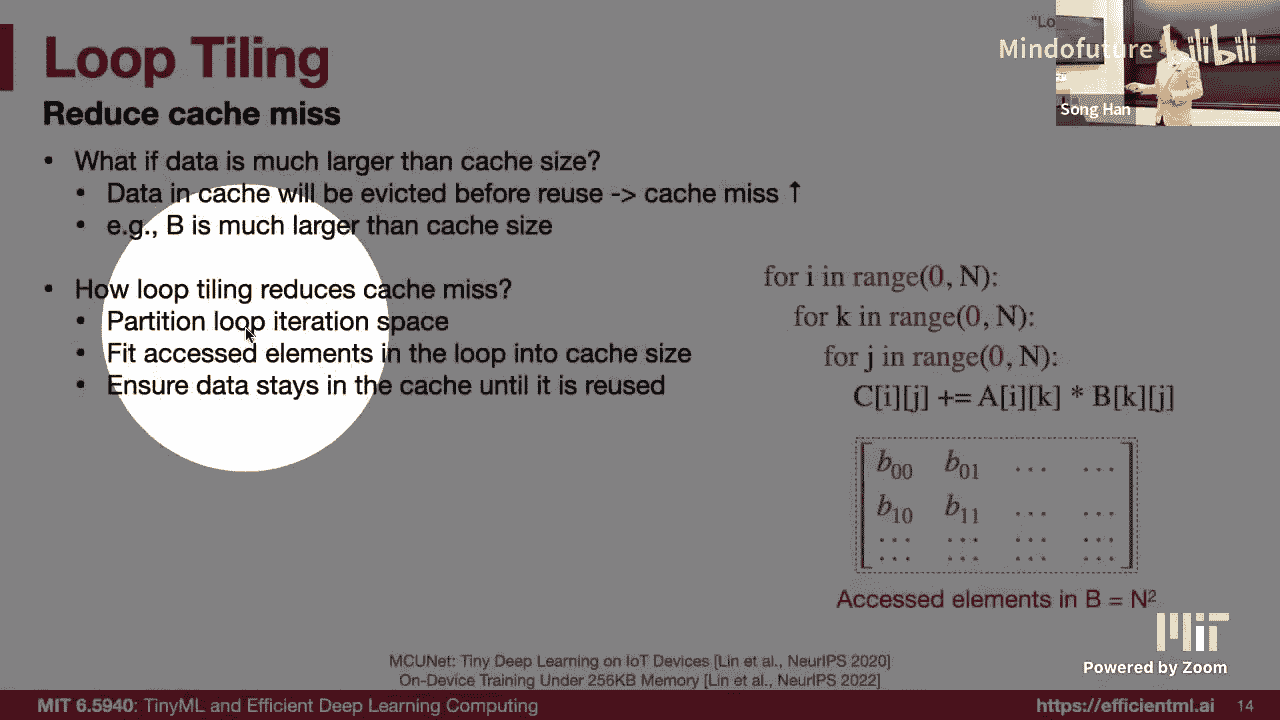 Loop Tiling
"Lo
Mindofuture bilibili
Song Han
Reduce cache miss
• What if data is much larger than cache size?
• Data in cache will be evicted before reuse -> cache miss ↑
• e.g., B is much larger than cache size
• How loop tiling reduces cache miss?
• Partition loop iteration space
• Fit accessed elements in the loop into cache size
• Ensure data stays in the cache until it is reused
for i in range(0, N):
for k in range(0, N):
for j in range(0, N):
C[i][j] += A[i][k] * B[k][j]
b00 b01 ... ...
b10 b11 ... ...
... ... ... ...
... ... ... ...
Accessed elements in B = N²
MIT
Powered by Zoom
MCUNet: Tiny Deep Learning on IoT Devices [Lin et al., NeurIPS 2020]
On-Device Training Under 256KB Memory [Lin et al., NeurIPS 2022]
MIT 6.5940: TinyML and Efficient Deep Learning Computing
https://efficientml.ai 14